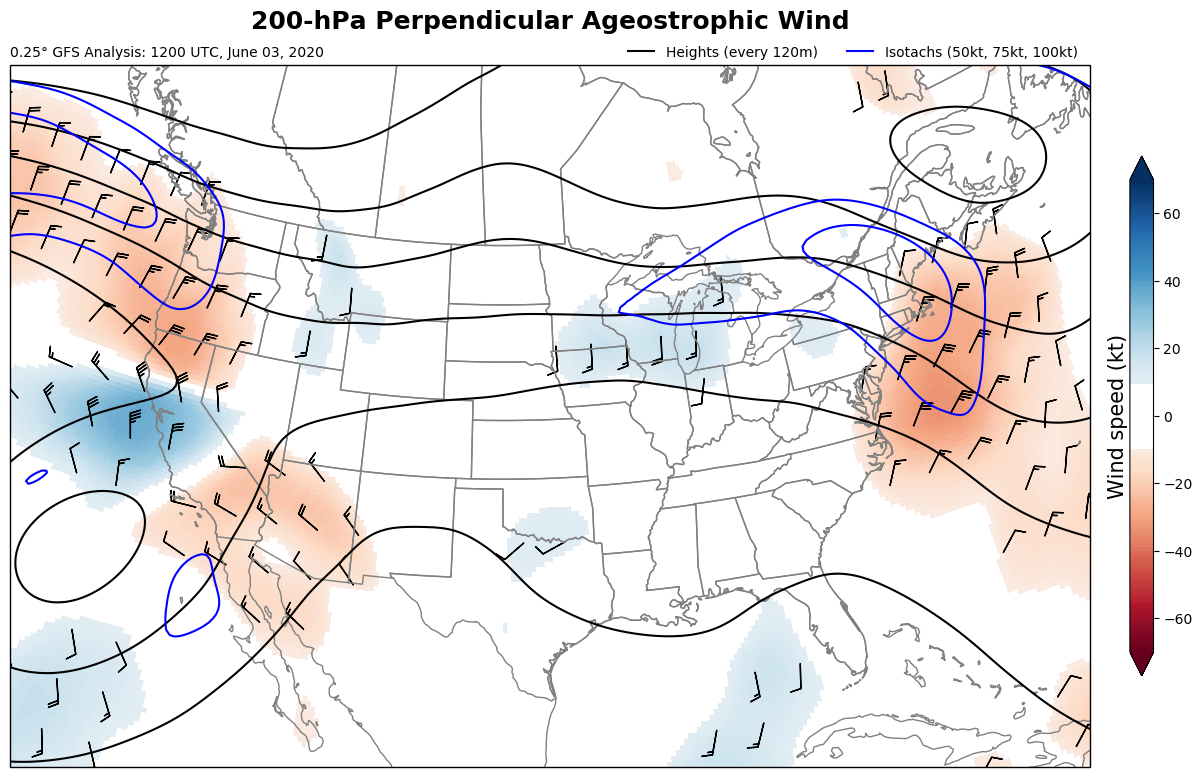 200-hPa Perpendicular Ageostrophic Wind
0.25° GFS Analysis: 1200 UTC, June 03, 2020
Heights (every 120m)
Isotachs (50kt, 75kt, 100kt)
60
40
20
0
−20
−40
−60
Wind speed (kt)